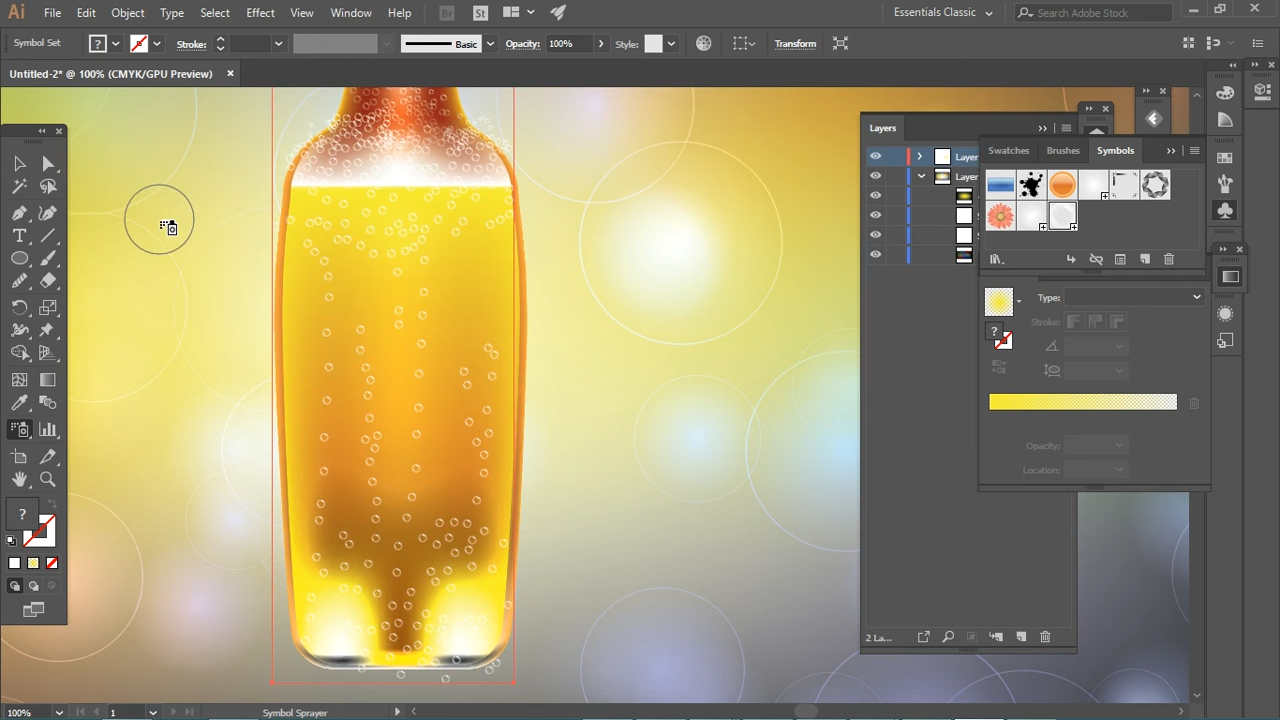 Ai File Edit Object Type Select Effect View Window Help Br St Essentials Classic Search Adobe Stock
Symbol Set ? Stroke: Basic Opacity: 100% Style: Transform
Untitled-2* @ 100% (CMYK/GPU Preview)
Layers
Swatches Brushes Symbols
Layer
Layer
Type:
Stroke:
?
T
?
Opacity:
Location:
2 La...
100% 1 Symbol Sprayer